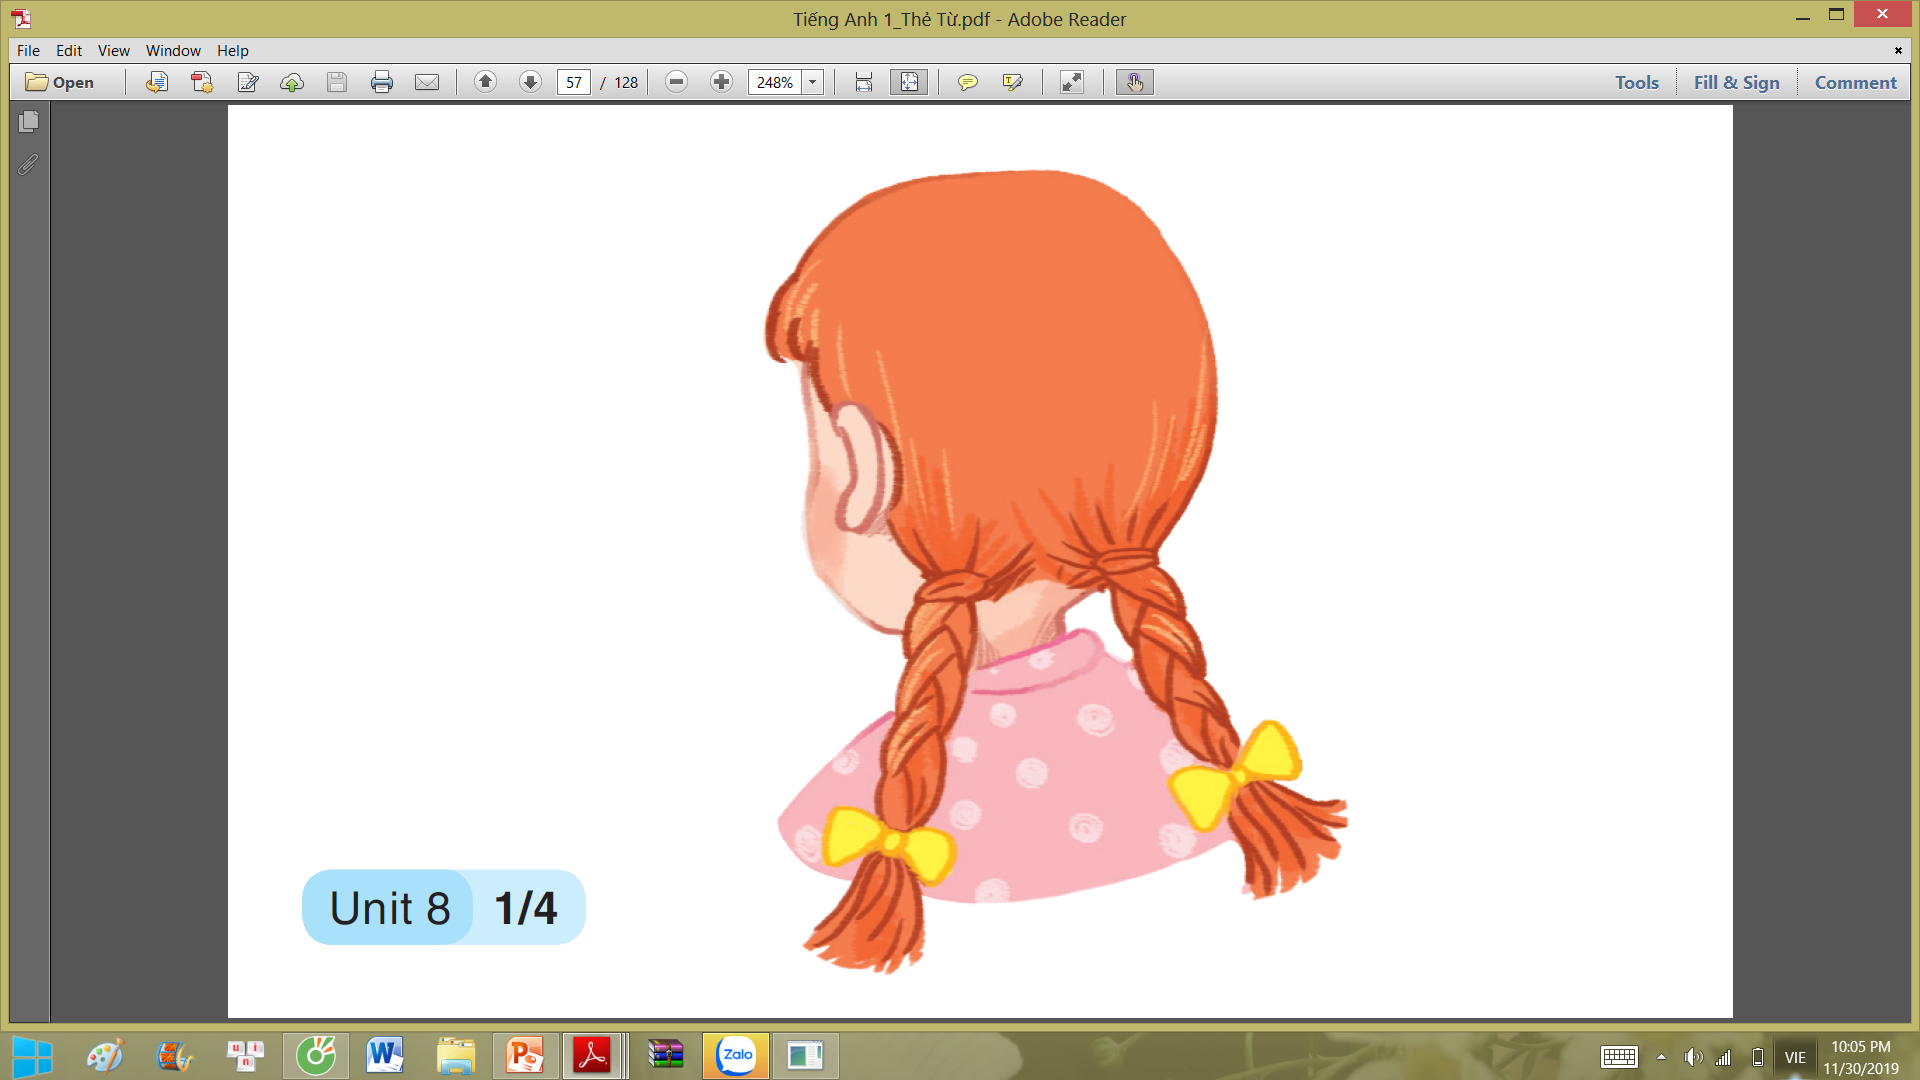 Tiếng Anh 1_Thẻ Từ.pdf - Adobe Reader
File Edit View Window Help
Open 57 / 128 248% Tools Fill & Sign Comment
Unit 8 1/4
u i n
W
P
Zalo
VIE
10:05 PM
11/30/2019